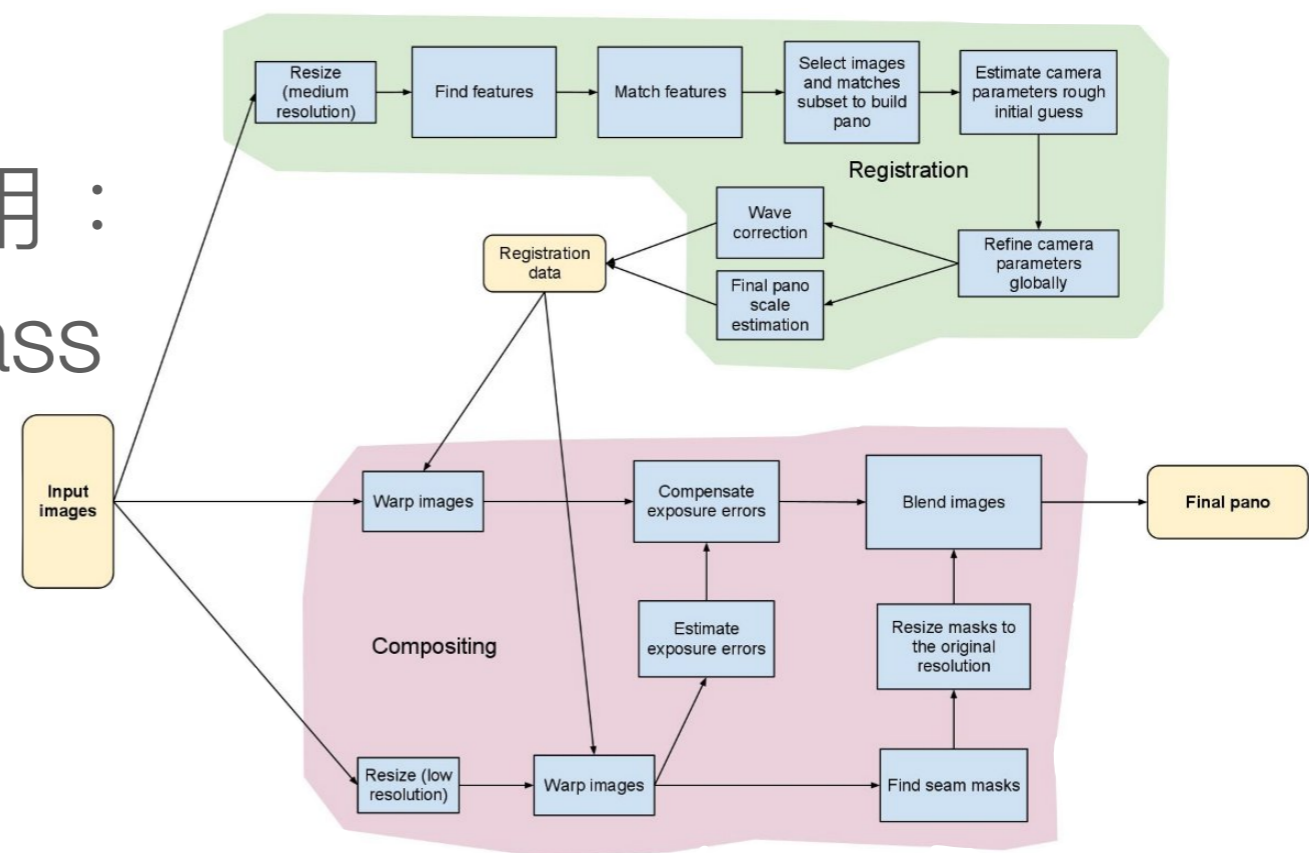 Resize
(medium
resolution)
Find features
Match features
Select images
and matches
subset to build
pano
Estimate camera
parameters rough
initial guess
Registration
用：
Wave
correction
Refine camera
parameters
globally
Registration
data
Final pano
scale
estimation
ass
Input
images
Warp images
Compensate
exposure errors
Blend images
Final pano
Estimate
exposure errors
Resize masks to
the original
resolution
Compositing
Resize (low
resolution)
Warp images
Find seam masks